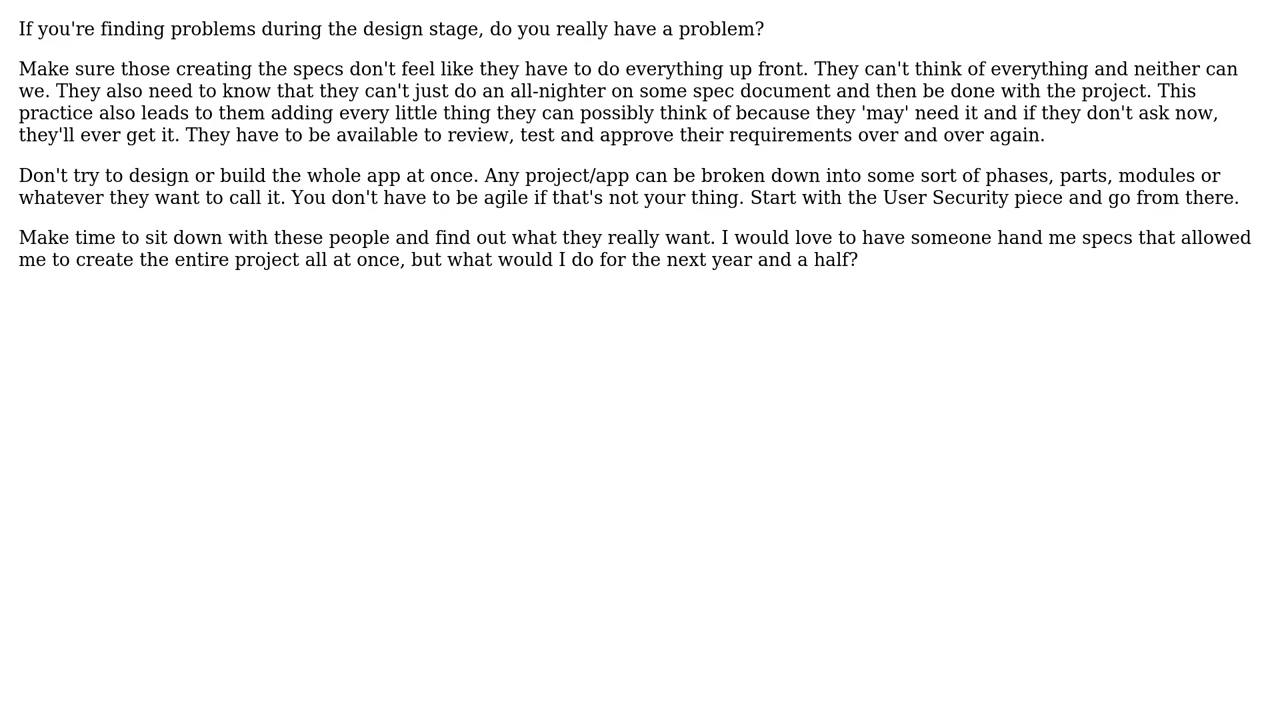 If you're finding problems during the design stage, do you really have a problem?
Make sure those creating the specs don't feel like they have to do everything up front. They can't think of everything and neither can
we. They also need to know that they can't just do an all-nighter on some spec document and then be done with the project. This
practice also leads to them adding every little thing they can possibly think of because they 'may' need it and if they don't ask now,
they'll ever get it. They have to be available to review, test and approve their requirements over and over again.
Don't try to design or build the whole app at once. Any project/app can be broken down into some sort of phases, parts, modules or
whatever they want to call it. You don't have to be agile if that's not your thing. Start with the User Security piece and go from there.
Make time to sit down with these people and find out what they really want. I would love to have someone hand me specs that allowed
me to create the entire project all at once, but what would I do for the next year and a half?